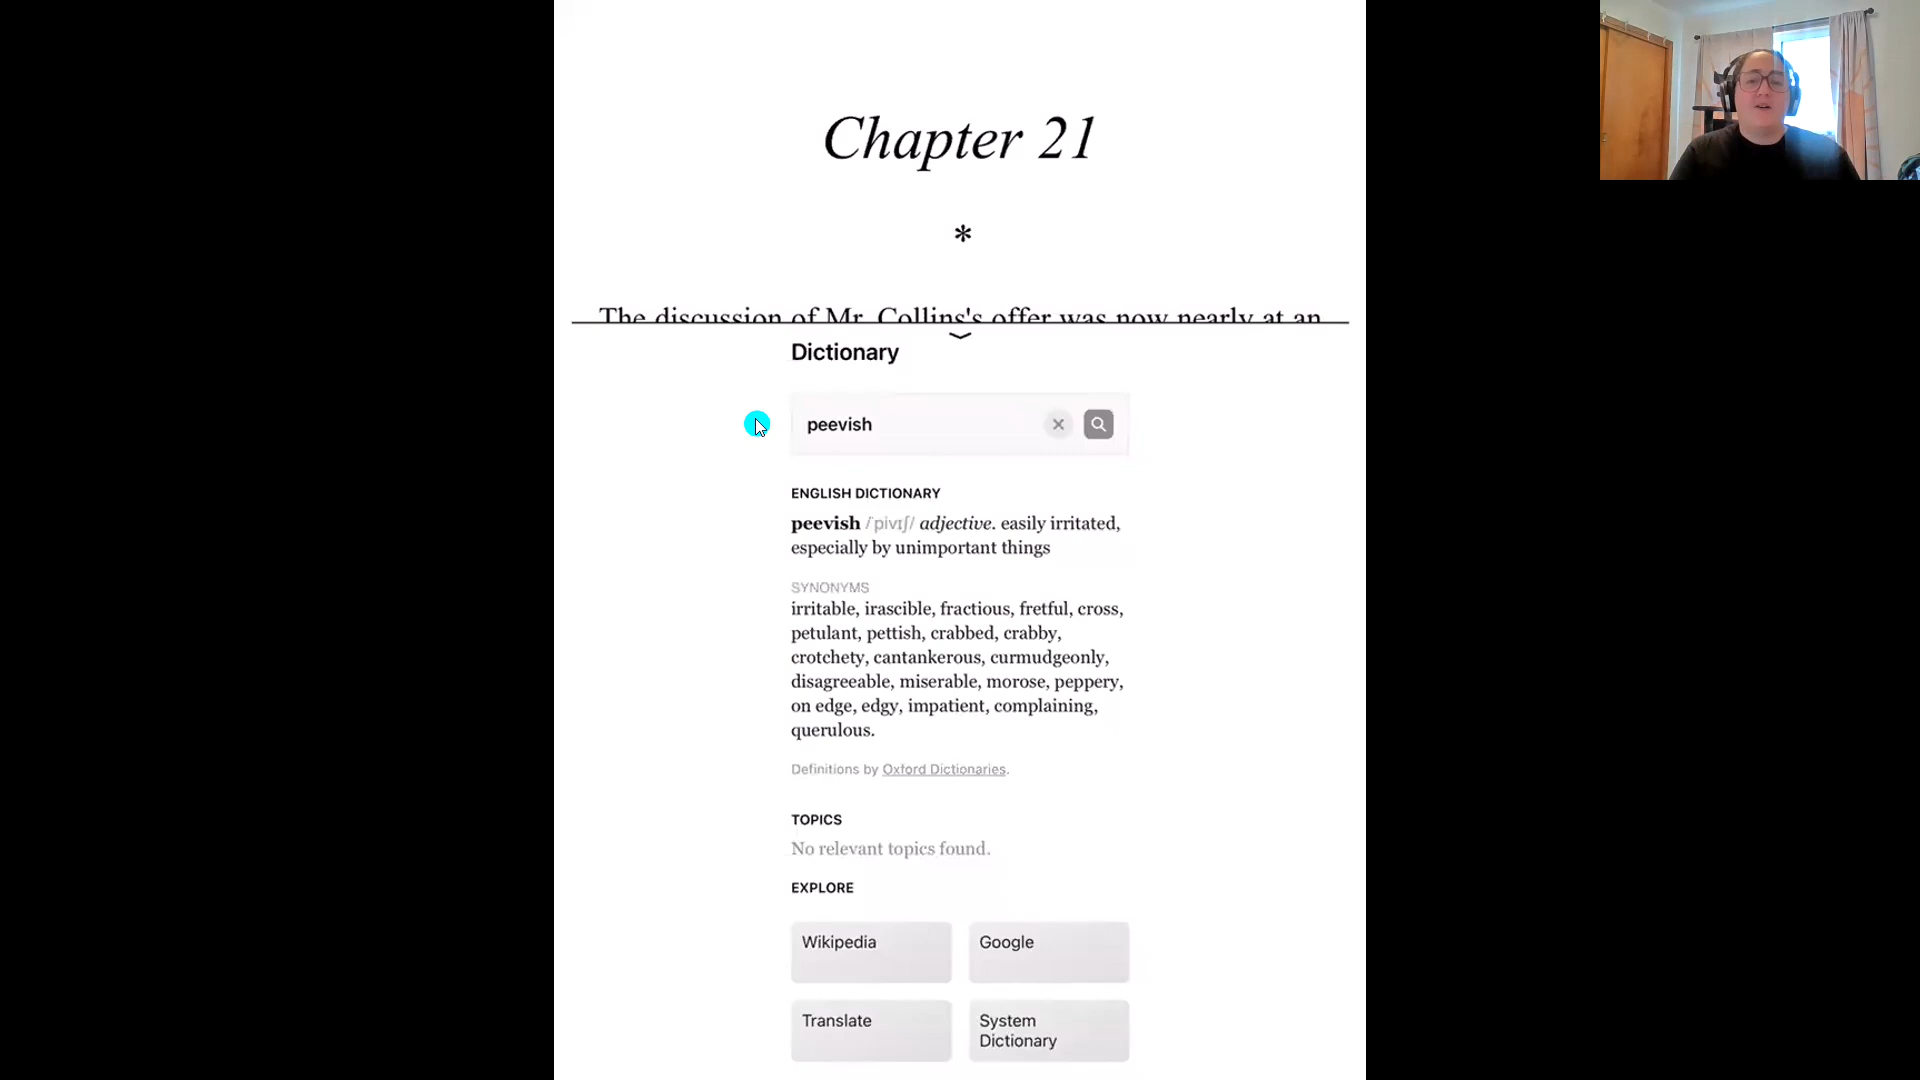 Chapter 21
*
The discussion of Mr. Collins's offer was now nearly at an
Dictionary
peevish
ENGLISH DICTIONARY
peevish /ˈpivɪʃ/ adjective. easily irritated,
especially by unimportant things
SYNONYMS
irritable, irascible, fractious, fretful, cross,
petulant, pettish, crabbed, crabby,
crotchety, cantankerous, curmudgeonly,
disagreeable, miserable, morose, peppery,
on edge, edgy, impatient, complaining,
querulous.
Definitions by Oxford Dictionaries.
TOPICS
No relevant topics found.
EXPLORE
Wikipedia
Google
Translate
System
Dictionary